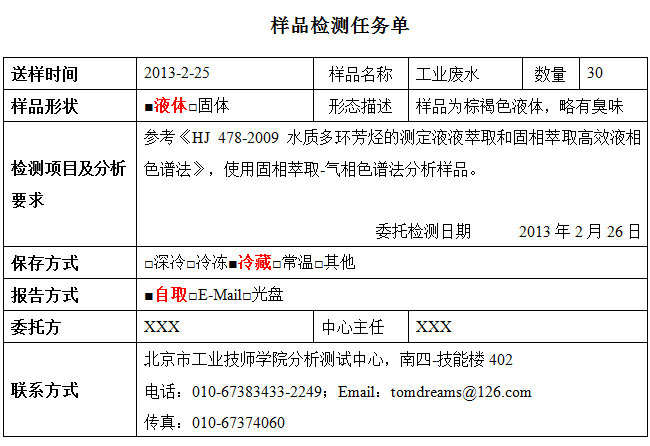 样品检测任务单
送样时间 2013-2-25 样品名称 工业废水 数量 30
样品形状 ■液体□固体 形态描述 样品为棕褐色液体，略有臭味
检测项目及分析要求 参考《HJ 478-2009 水质多环芳烃的测定液液萃取和固相萃取高效液相
色谱法》，使用固相萃取-气相色谱法分析样品。
委托检测日期 2013 年 2 月 26 日
保存方式 □深冷□冷冻■冷藏□常温□其他
报告方式 ■自取□E-Mail□光盘
委托方 XXX 中心主任 XXX
联系方式 北京市工业技师学院分析测试中心，南四-技能楼 402
电话：010-67383433-2249；Email：tomdreams@126.com
传真：010-67374060